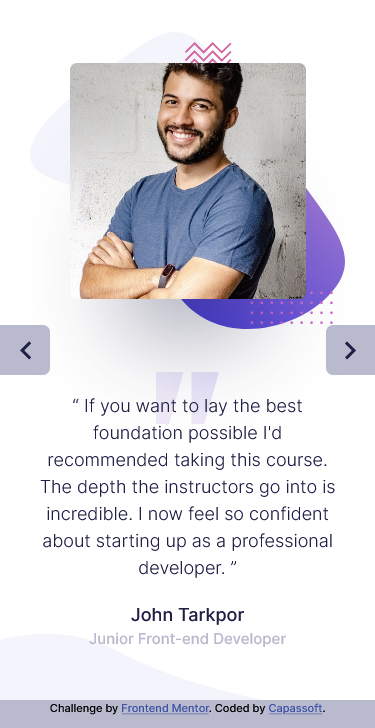 “ If you want to lay the best
foundation possible I'd
recommended taking this course.
The depth the instructors go into is
incredible. I now feel so confident
about starting up as a professional
developer. ”
John Tarkpor
Junior Front-end Developer
Challenge by Frontend Mentor. Coded by Capassoft.